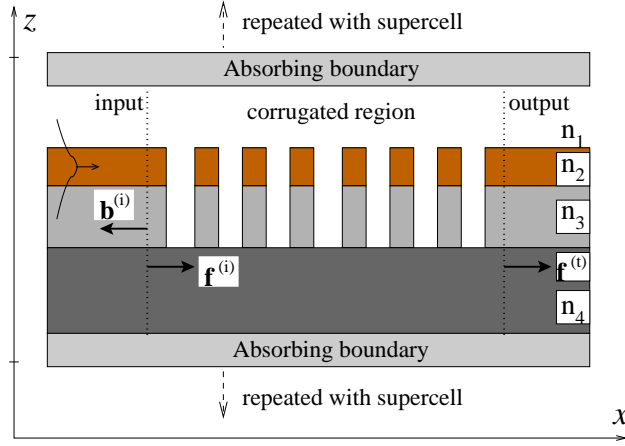 z
repeated with supercell
Absorbing boundary
input
corrugated region
output
n₁
n₂
b⁽ⁱ⁾
n₃
f⁽ⁱ⁾
f⁽ᵗ⁾
n₄
Absorbing boundary
repeated with supercell
x